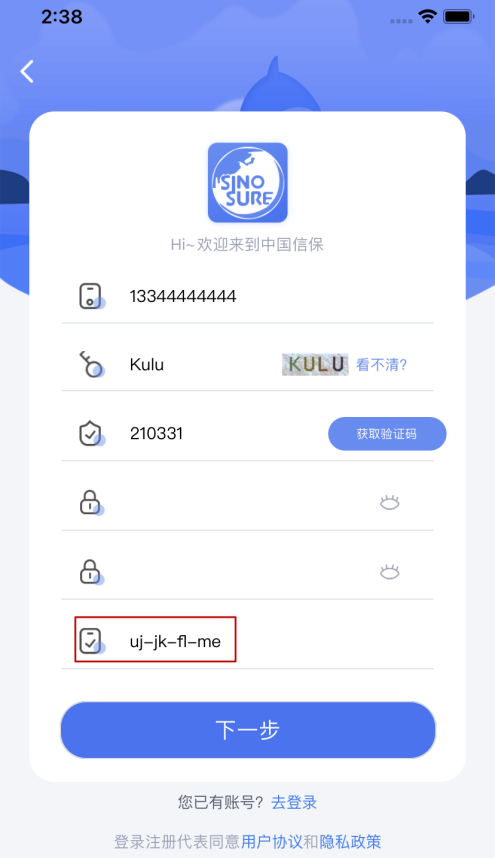 2:38
SINO
SURE
Hi~欢迎来到中国信保
13344444444
Kulu KULU 看不清?
210331 获取验证码
uj-jk-fl-me
下一步
您已有账号? 去登录
登录注册代表同意用户协议和隐私政策